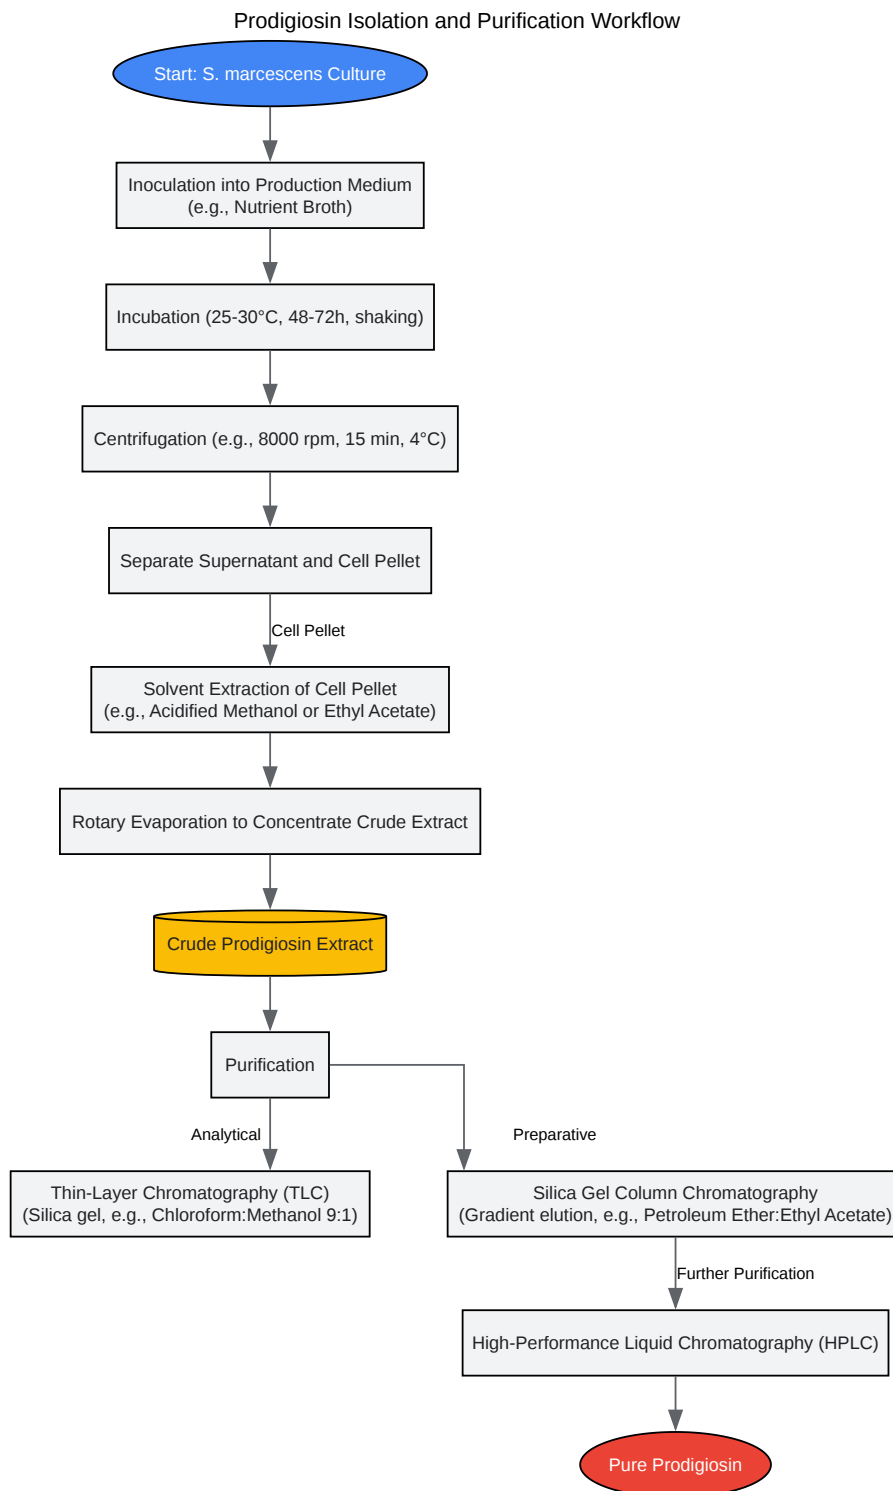 Prodigiosin Isolation and Purification Workflow
Start: S. marcescens Culture
Inoculation into Production Medium
(e.g., Nutrient Broth)
Incubation (25-30°C, 48-72h, shaking)
Centrifugation (e.g., 8000 rpm, 15 min, 4°C)
Separate Supernatant and Cell Pellet
Cell Pellet
Solvent Extraction of Cell Pellet
(e.g., Acidified Methanol or Ethyl Acetate)
Rotary Evaporation to Concentrate Crude Extract
Crude Prodigiosin Extract
Purification
Analytical
Preparative
Thin-Layer Chromatography (TLC)
(Silica gel, e.g., Chloroform:Methanol 9:1)
Silica Gel Column Chromatography
(Gradient elution, e.g., Petroleum Ether:Ethyl Acetate)
Further Purification
High-Performance Liquid Chromatography (HPLC)
Pure Prodigiosin